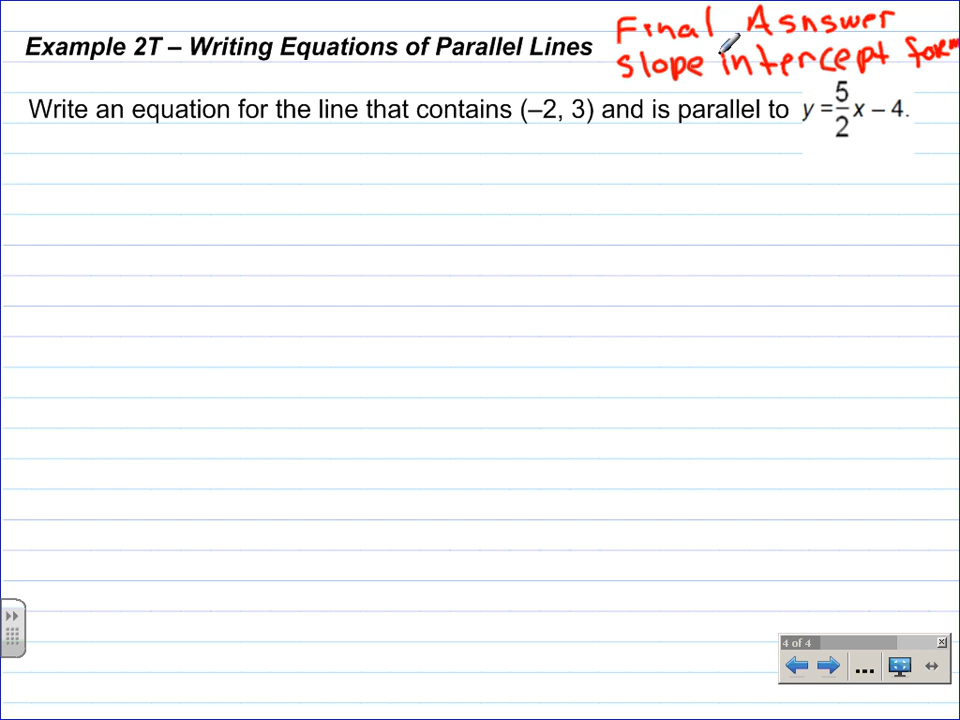 Final Asnswer
Example 2T – Writing Equations of Parallel Lines slope intercept form
Write an equation for the line that contains (–2, 3) and is parallel to y = 5/2 x – 4.
4 of 4